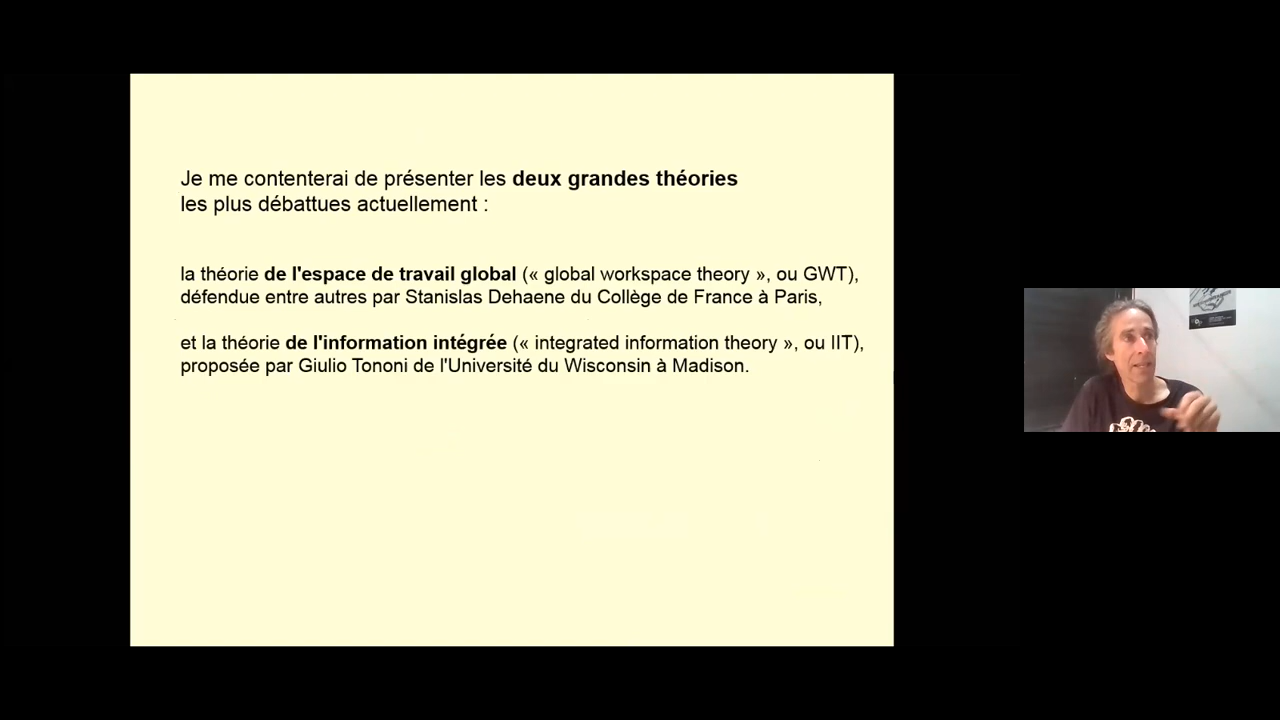 Je me contenterai de présenter les deux grandes théories
les plus débattues actuellement :
la théorie de l'espace de travail global (« global workspace theory », ou GWT),
défendue entre autres par Stanislas Dehaene du Collège de France à Paris,
et la théorie de l'information intégrée (« integrated information theory », ou IIT),
proposée par Giulio Tononi de l'Université du Wisconsin à Madison.